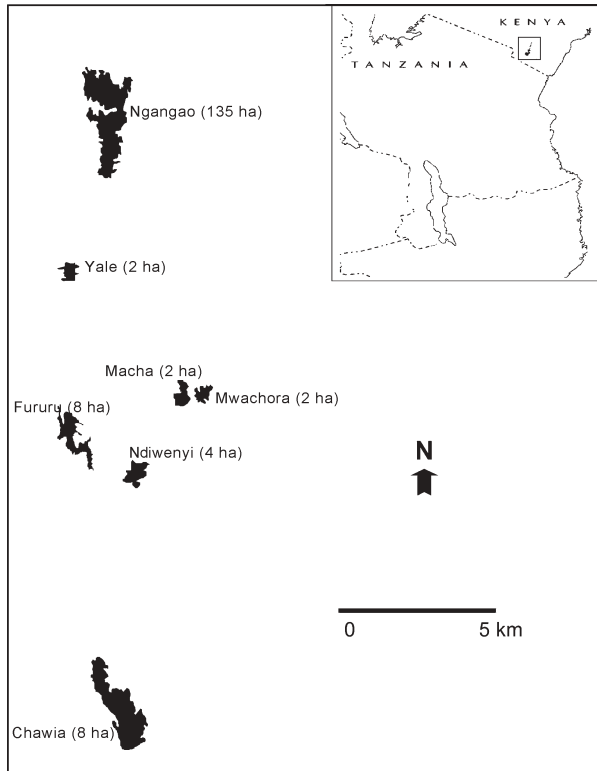 KENYA
TANZANIA
Ngangao (135 ha)
Yale (2 ha)
Macha (2 ha)
Mwachora (2 ha)
Fururu (8 ha)
Ndiwenyi (4 ha)
N
0 5 km
Chawia (8 ha)